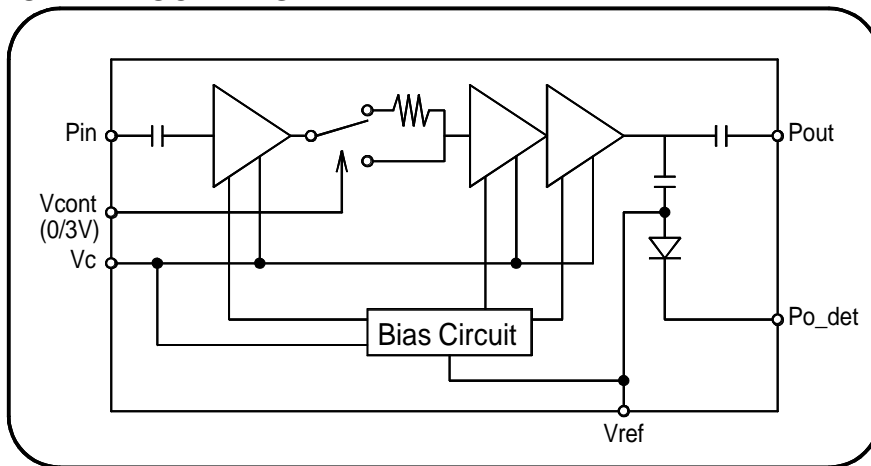 Pin
Pout
Vcont
(0/3V)
Vc
Bias Circuit
Po_det
Vref